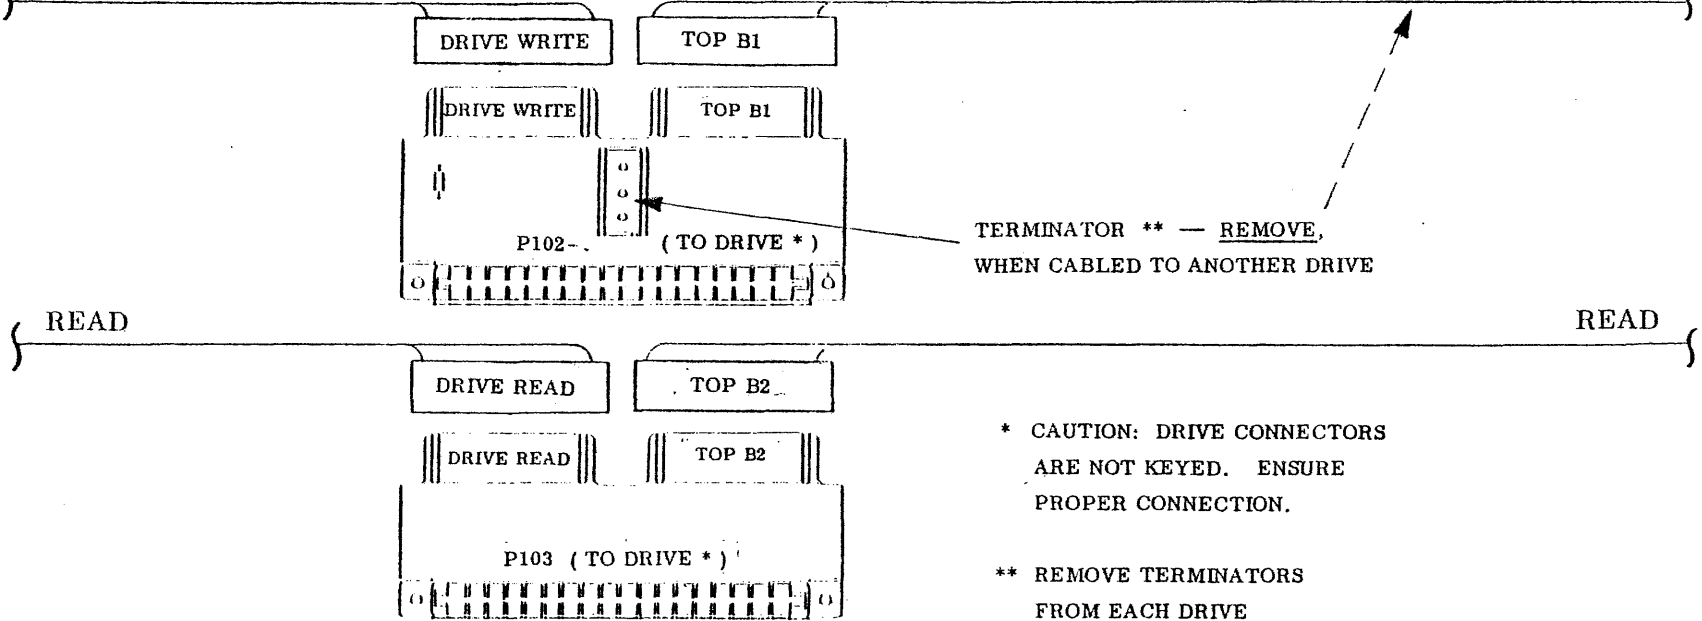 DRIVE WRITE TOP B1
DRIVE WRITE TOP B1
TERMINATOR ** — REMOVE,
WHEN CABLED TO ANOTHER DRIVE
P102 (TO DRIVE *)
READ READ
DRIVE READ TOP B2
DRIVE READ TOP B2
* CAUTION: DRIVE CONNECTORS
ARE NOT KEYED. ENSURE
PROPER CONNECTION.
P103 (TO DRIVE *)
** REMOVE TERMINATORS
FROM EACH DRIVE